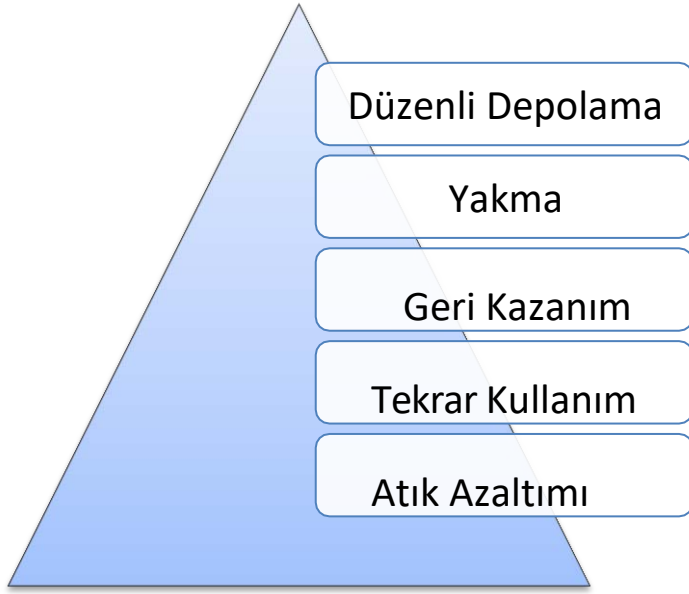 Düzenli Depolama
Yakma
Geri Kazanım
Tekrar Kullanım
Atık Azaltımı